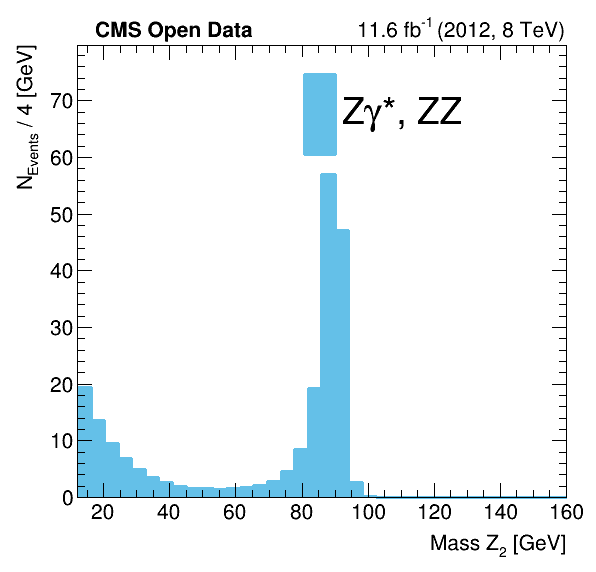 CMS Open Data 11.6 fb⁻¹ (2012, 8 TeV)
N_Events / 4 [GeV]
Zγ*, ZZ
70
60
50
40
30
20
10
0
20 40 60 80 100 120 140 160
Mass Z₂ [GeV]